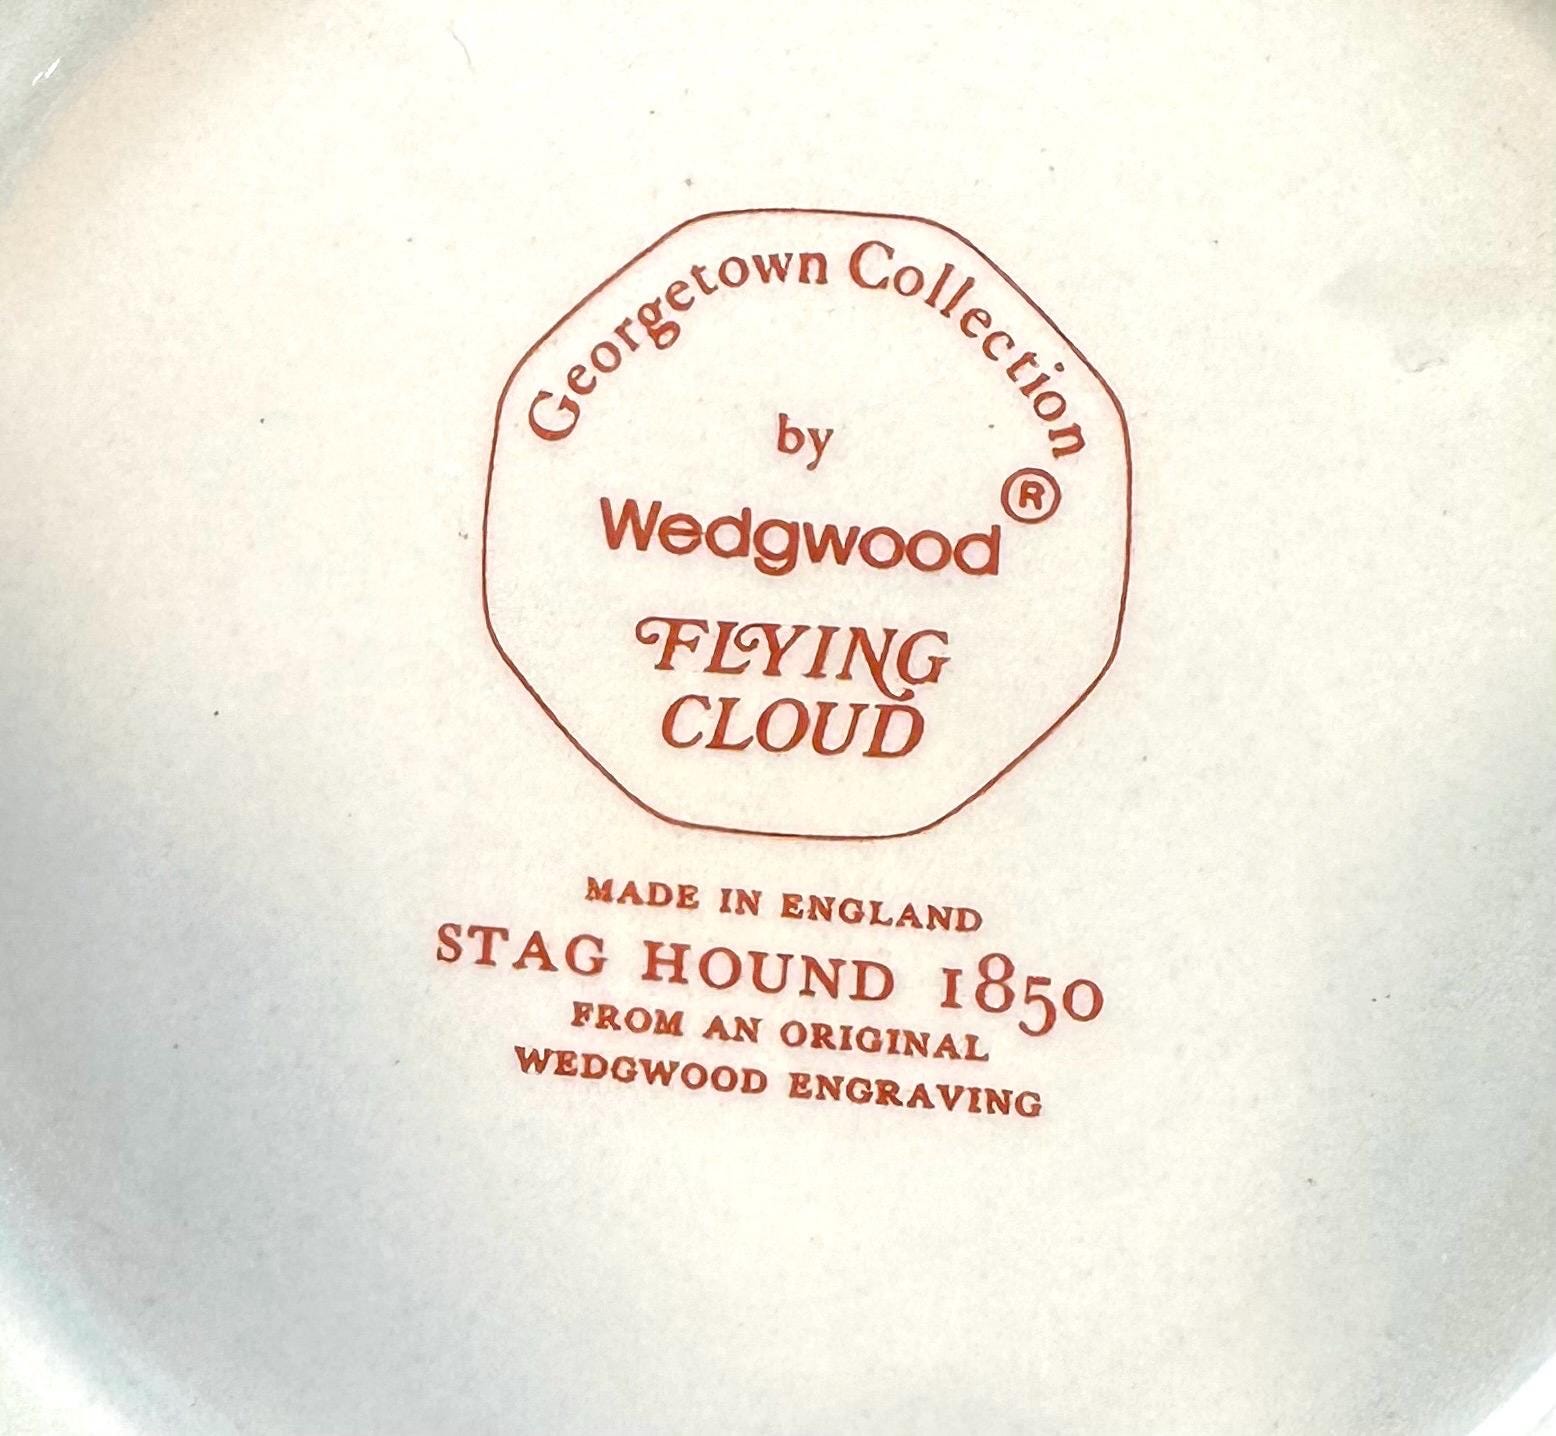 Georgetown Collection
by
Wedgwood®
FLYING
CLOUD
MADE IN ENGLAND
STAG HOUND 1850
FROM AN ORIGINAL
WEDGWOOD ENGRAVING